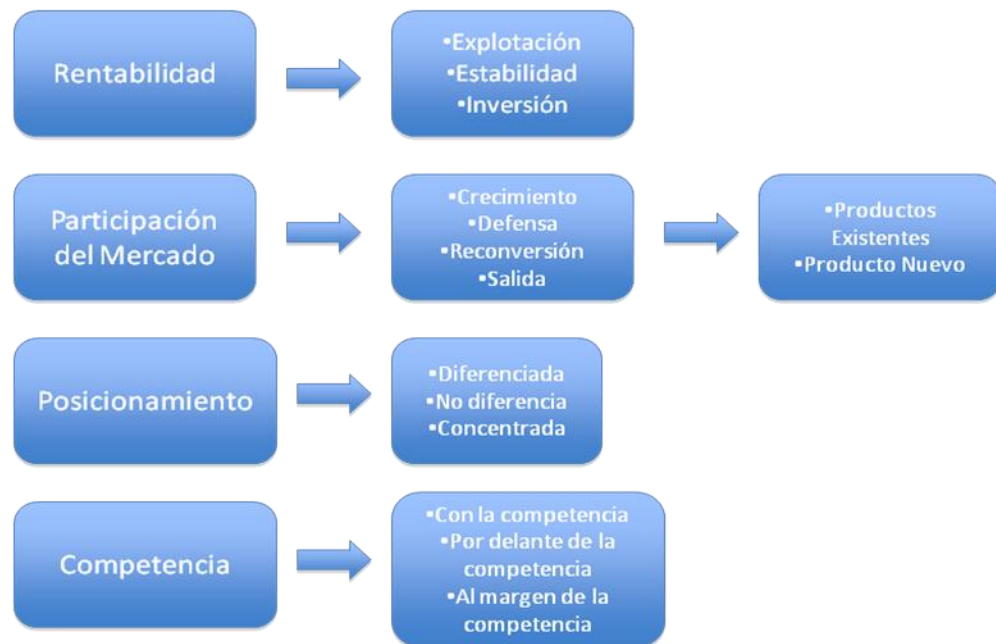 Rentabilidad
•Explotación
•Estabilidad
•Inversión
Participación
del Mercado
•Crecimiento
•Defensa
•Reconversión
•Salida
•Productos
Existentes
•Producto Nuevo
Posicionamiento
•Diferenciada
•No diferencia
•Concentrada
Competencia
•Con la competencia
•Por delante de la
competencia
•Al margen de la
competencia